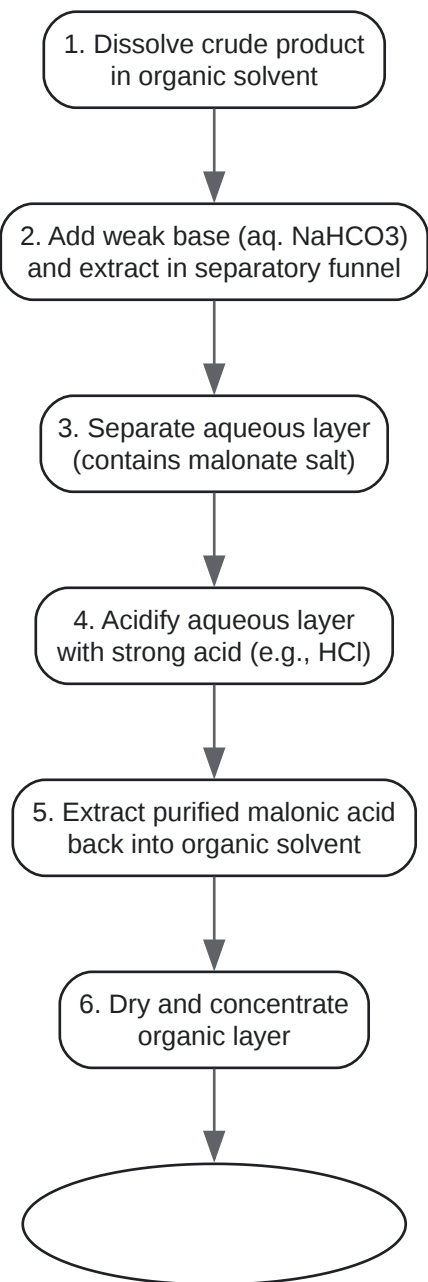 1. Dissolve crude product
in organic solvent
2. Add weak base (aq. NaHCO3)
and extract in separatory funnel
3. Separate aqueous layer
(contains malonate salt)
4. Acidify aqueous layer
with strong acid (e.g., HCl)
5. Extract purified malonic acid
back into organic solvent
6. Dry and concentrate
organic layer